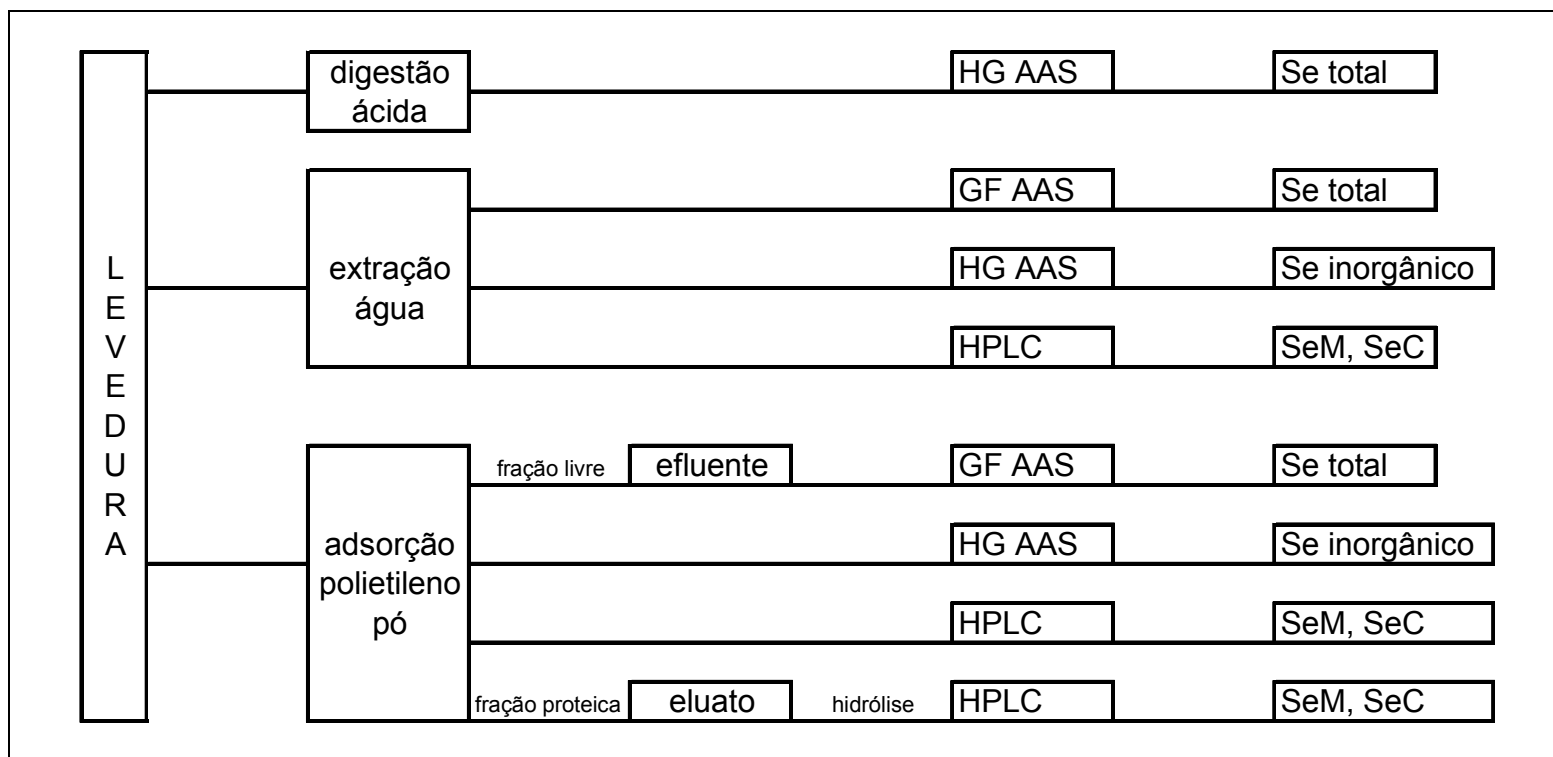 LEVEDURA
digestão
ácida
HG AAS
Se total
extração
água
GF AAS
Se total
HG AAS
Se inorgânico
HPLC
SeM, SeC
adsorção
polietileno
pó
fração livre
efluente
GF AAS
Se total
HG AAS
Se inorgânico
HPLC
SeM, SeC
fração proteica
eluato
hidrólise
HPLC
SeM, SeC